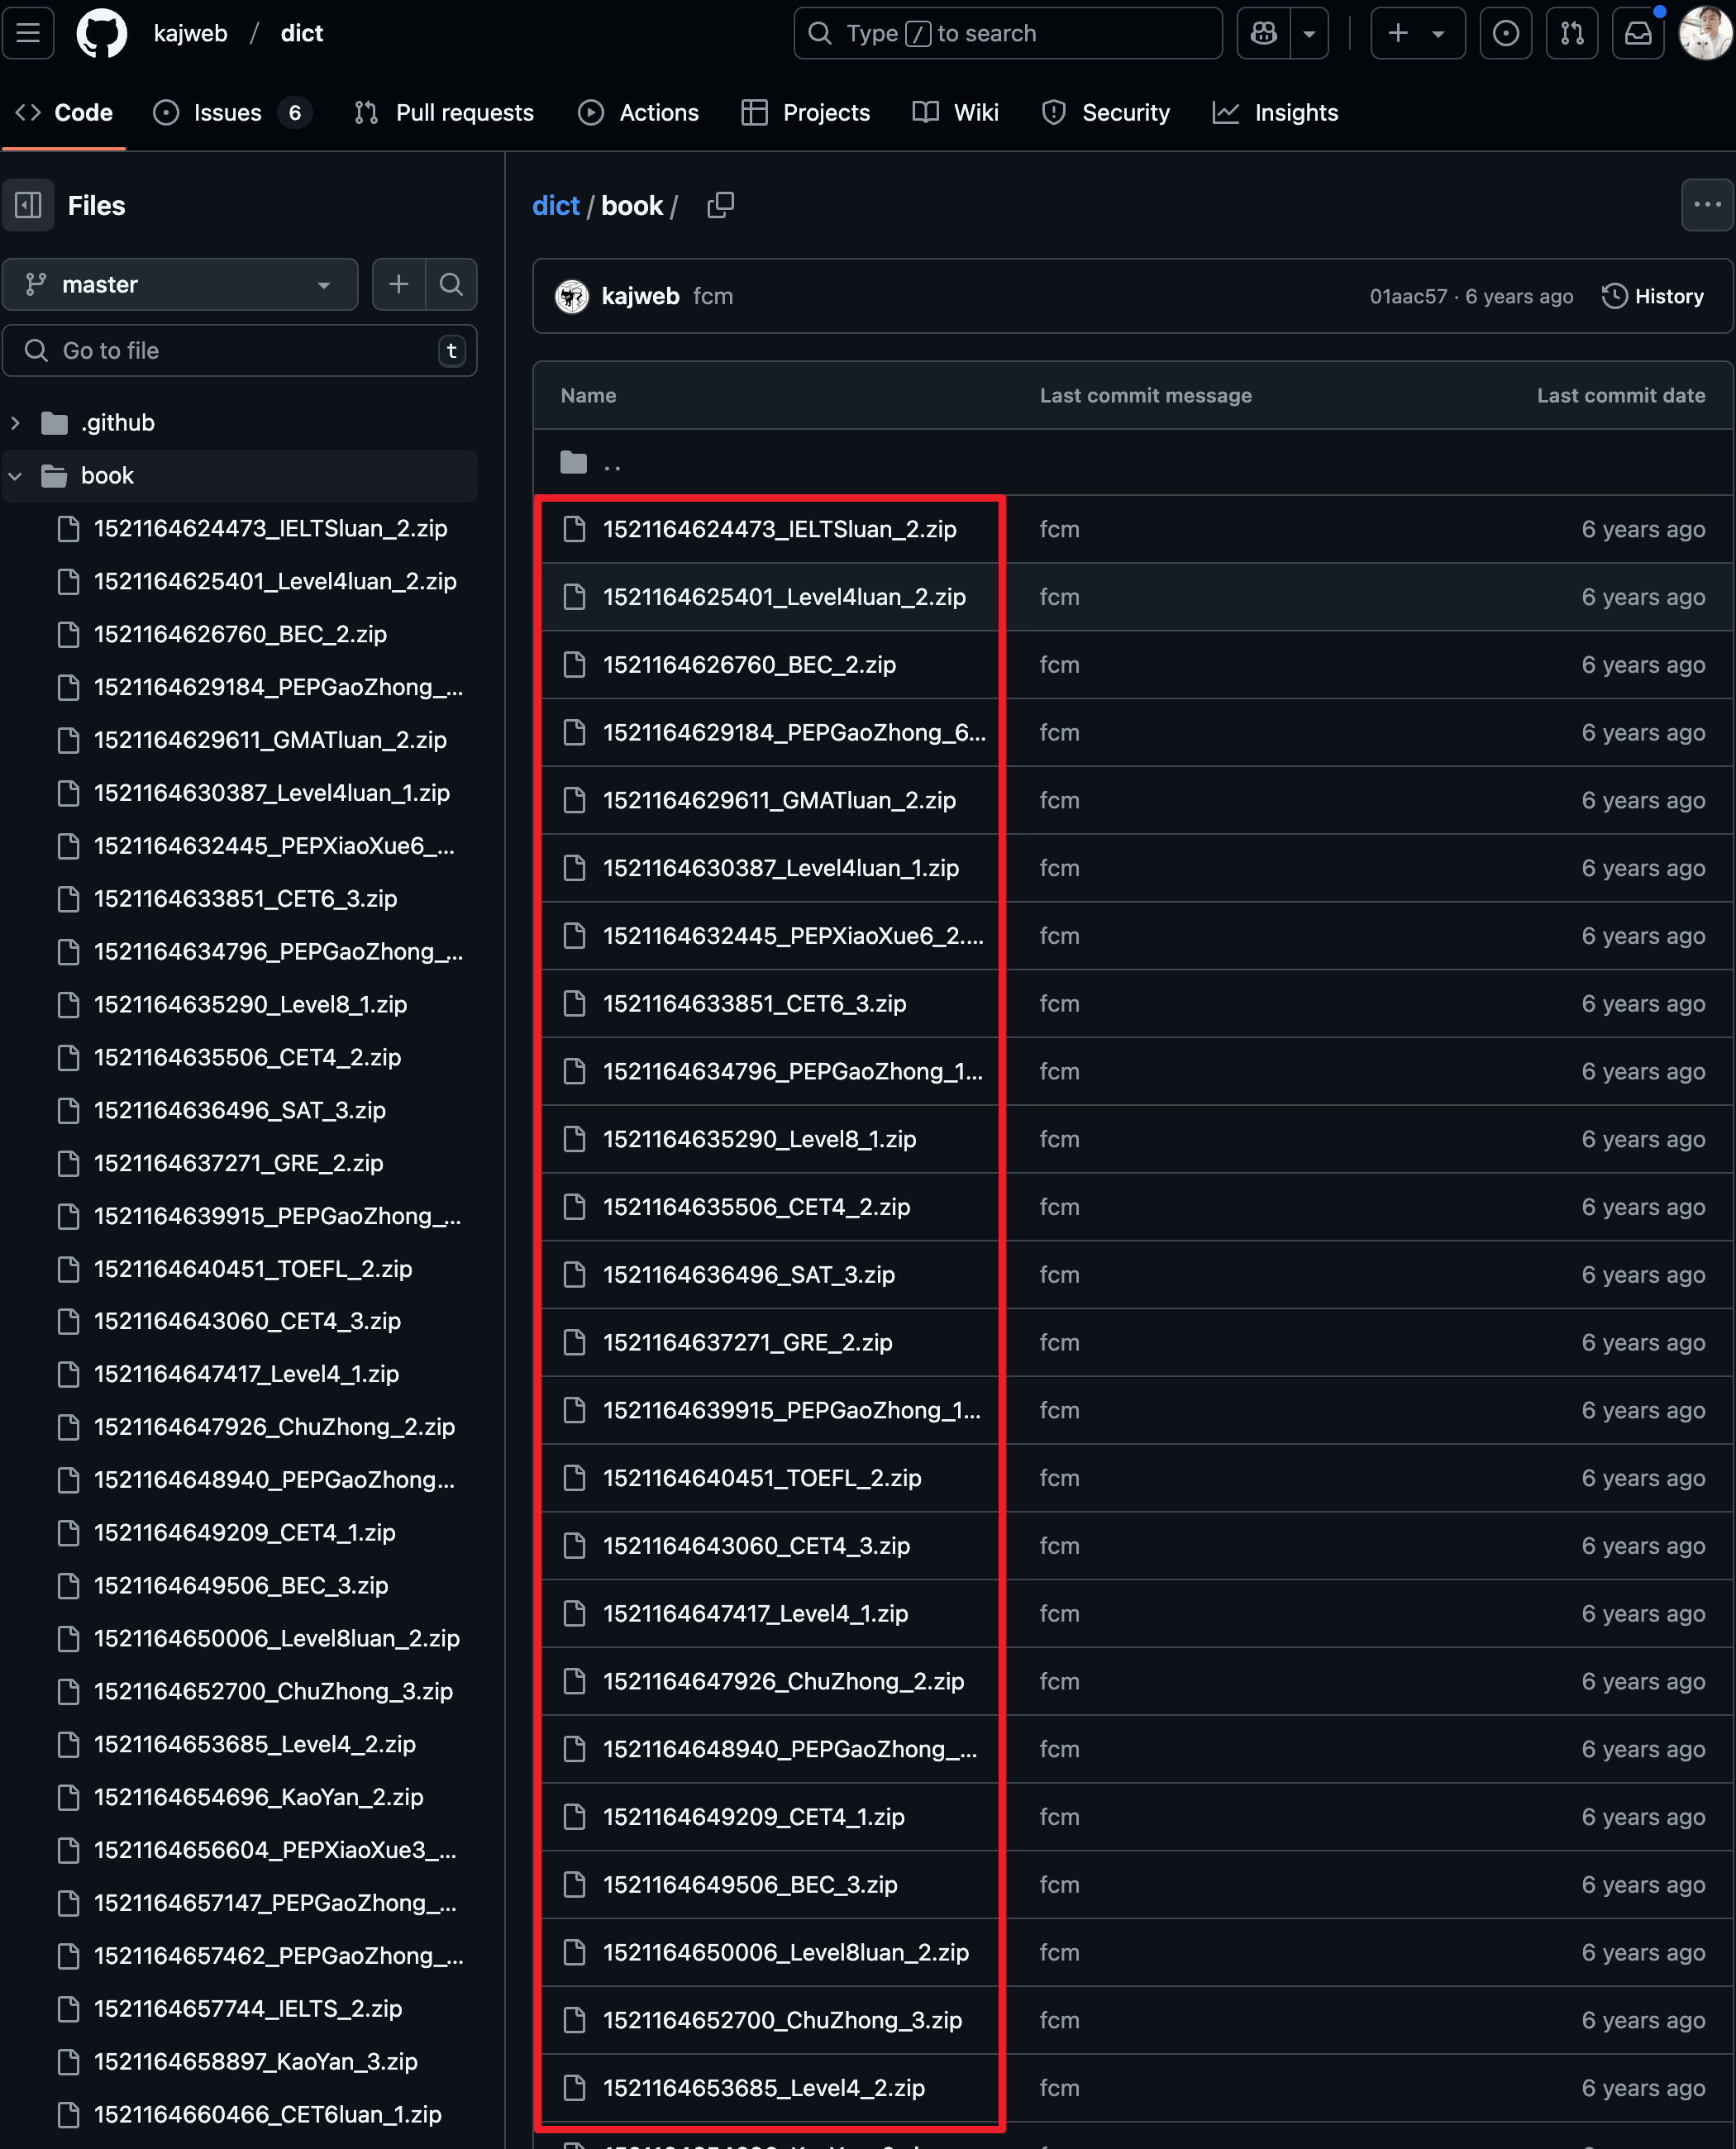 kajweb / dict
Type / to search
Code
Issues 6
Pull requests
Actions
Projects
Wiki
Security
Insights
Files
master
Go to file
t
.github
book
1521164624473_IELTSluan_2.zip
1521164625401_Level4luan_2.zip
1521164626760_BEC_2.zip
1521164629184_PEPGaoZhong_...
1521164629611_GMATluan_2.zip
1521164630387_Level4luan_1.zip
1521164632445_PEPXiaoXue6_...
1521164633851_CET6_3.zip
1521164634796_PEPGaoZhong_...
1521164635290_Level8_1.zip
1521164635506_CET4_2.zip
1521164636496_SAT_3.zip
1521164637271_GRE_2.zip
1521164639915_PEPGaoZhong_...
1521164640451_TOEFL_2.zip
1521164643060_CET4_3.zip
1521164647417_Level4_1.zip
1521164647926_ChuZhong_2.zip
1521164648940_PEPGaoZhong...
1521164649209_CET4_1.zip
1521164649506_BEC_3.zip
1521164650006_Level8luan_2.zip
1521164652700_ChuZhong_3.zip
1521164653685_Level4_2.zip
1521164654696_KaoYan_2.zip
1521164656604_PEPXiaoXue3_...
1521164657147_PEPGaoZhong_...
1521164657462_PEPGaoZhong_...
1521164657744_IELTS_2.zip
1521164658897_KaoYan_3.zip
1521164660466_CET6luan_1.zip
dict / book /
kajweb fcm
01aac57 · 6 years ago
History
Name Last commit message Last commit date
..
1521164624473_IELTSluan_2.zip fcm 6 years ago
1521164625401_Level4luan_2.zip fcm 6 years ago
1521164626760_BEC_2.zip fcm 6 years ago
1521164629184_PEPGaoZhong_6... fcm 6 years ago
1521164629611_GMATluan_2.zip fcm 6 years ago
1521164630387_Level4luan_1.zip fcm 6 years ago
1521164632445_PEPXiaoXue6_2.... fcm 6 years ago
1521164633851_CET6_3.zip fcm 6 years ago
1521164634796_PEPGaoZhong_1... fcm 6 years ago
1521164635290_Level8_1.zip fcm 6 years ago
1521164635506_CET4_2.zip fcm 6 years ago
1521164636496_SAT_3.zip fcm 6 years ago
1521164637271_GRE_2.zip fcm 6 years ago
1521164639915_PEPGaoZhong_1... fcm 6 years ago
1521164640451_TOEFL_2.zip fcm 6 years ago
1521164643060_CET4_3.zip fcm 6 years ago
1521164647417_Level4_1.zip fcm 6 years ago
1521164647926_ChuZhong_2.zip fcm 6 years ago
1521164648940_PEPGaoZhong_... fcm 6 years ago
1521164649209_CET4_1.zip fcm 6 years ago
1521164649506_BEC_3.zip fcm 6 years ago
1521164650006_Level8luan_2.zip fcm 6 years ago
1521164652700_ChuZhong_3.zip fcm 6 years ago
1521164653685_Level4_2.zip fcm 6 years ago